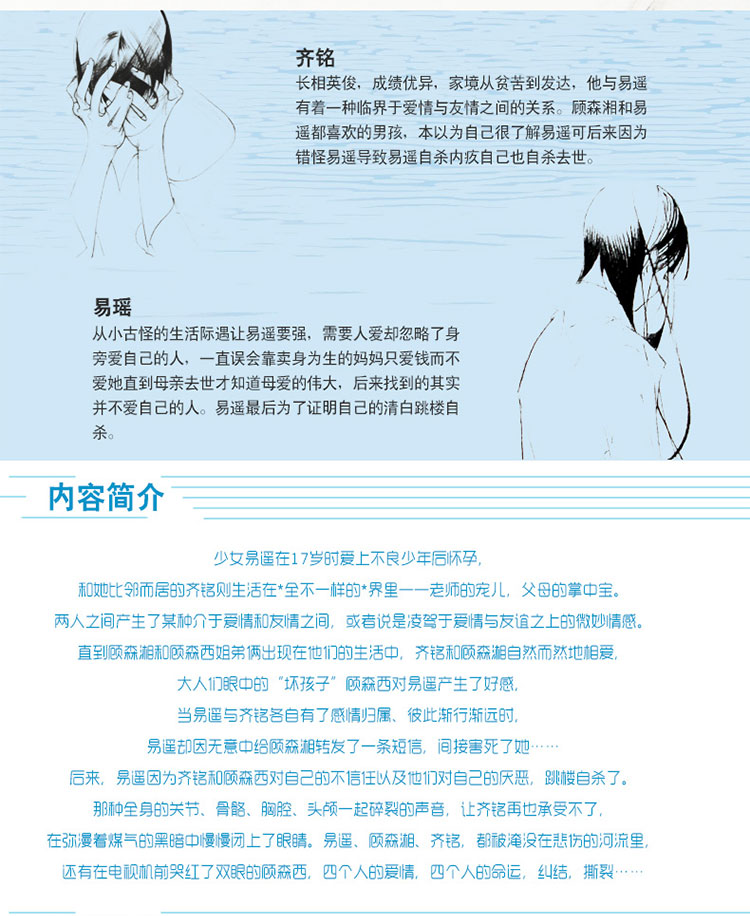 齐铭
长相英俊，成绩优异，家境从贫苦到发达，他与易遥
有着一种临界于爱情与友情之间的关系。顾森湘和易
遥都喜欢的男孩，本以为自己很了解易遥可后来因为
错怪易遥导致易遥自杀内疚自己也自杀去世。
易瑶
从小古怪的生活际遇让易遥要强，需要人爱却忽略了身
旁爱自己的人，一直误会靠卖身为生的妈妈只爱钱而不
爱她直到母亲去世才知道母爱的伟大，后来找到的其实
并不爱自己的人。易遥最后为了证明自己的清白跳楼自
杀。
内容简介
少女易遥在17岁时爱上不良少年后怀孕，
和她比邻而居的齐铭则生活在*全不一样的*界里——老师的宠儿，父母的掌中宝。
两人之间产生了某种介于爱情和友情之间，或者说是凌驾于爱情与友谊之上的微妙情感。
直到顾森湘和顾森西姐弟俩出现在他们的生活中，齐铭和顾森湘自然而然地相爱，
大人们眼中的“坏孩子”顾森西对易遥产生了好感，
当易遥与齐铭各自有了感情归属、彼此渐行渐远时，
易遥却因无意中给顾森湘转发了一条短信，间接害死了她……
后来，易遥因为齐铭和顾森西对自己的不信任以及他们对自己的厌恶，跳楼自杀了。
那种全身的关节、骨骼、胸腔、头颅一起碎裂的声音，让齐铭再也承受不了，
在弥漫着煤气的黑暗中慢慢闭上了眼睛。易遥、顾森湘、齐铭，都被淹没在悲伤的河流里，
还有在电视机前哭红了双眼的顾森西，四个人的爱情，四个人的命运，纠结，撕裂……